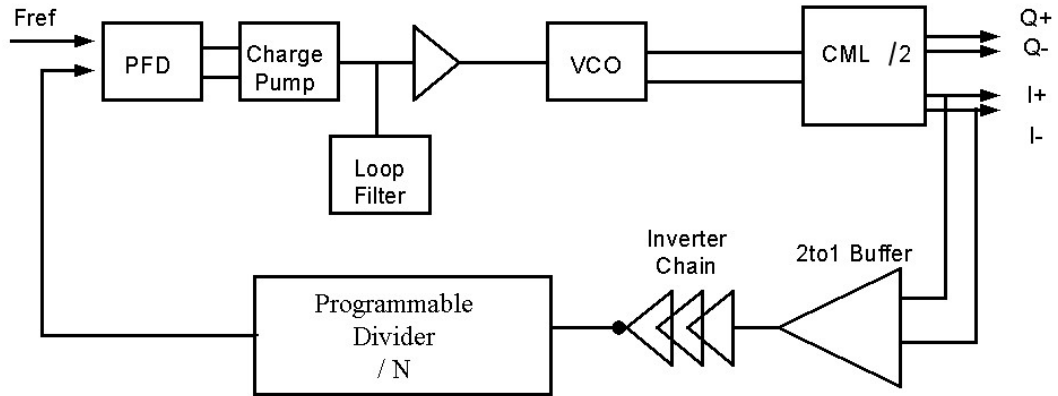 Fref
PFD
Charge
Pump
Loop
Filter
VCO
CML /2
Q+
Q-
I+
I-
Inverter
Chain
2to1 Buffer
Programmable
Divider
/ N